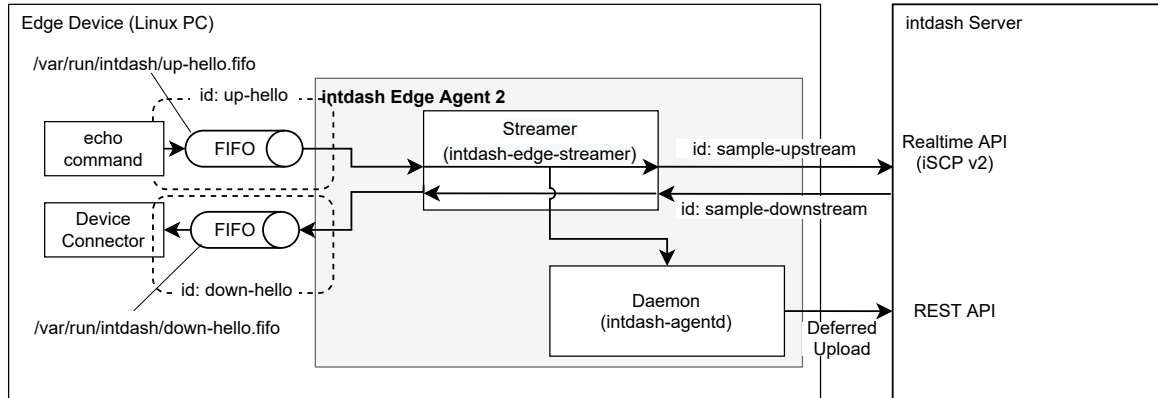 Edge Device (Linux PC)
intdash Server
/var/run/intdash/up-hello.fifo
id: up-hello
intdash Edge Agent 2
echo
command
FIFO
Streamer
(intdash-edge-streamer)
id: sample-upstream
Realtime API
(iSCP v2)
Device
Connector
FIFO
id: sample-downstream
id: down-hello
/var/run/intdash/down-hello.fifo
Daemon
(intdash-agentd)
Deferred
Upload
REST API